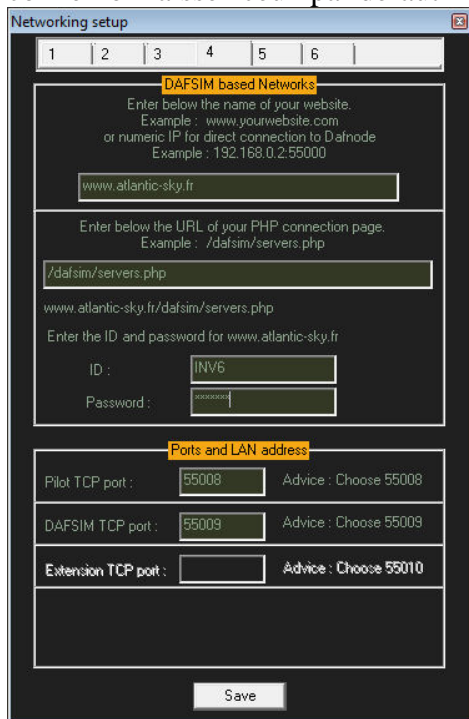 Networking setup
1 2 3 4 5 6
DAFSIM based Networks
Enter below the name of your website.
Example : www.yourwebsite.com
or numeric IP for direct connection to Dafnode
Example : 192.168.0.2:55000
www.atlantic-sky.fr
Enter below the URL of your PHP connection page.
Example : /dafsim/servers.php
/dafsim/servers.php
www.atlantic-sky.fr/dafsim/servers.php
Enter the ID and password for www.atlantic-sky.fr
ID : INV6
Password : xxxxxxx
Ports and LAN address
Pilot TCP port : 55008 Advice : Choose 55008
DAFSIM TCP port : 55009 Advice : Choose 55009
Extension TCP port : Advice : Choose 55010
Save